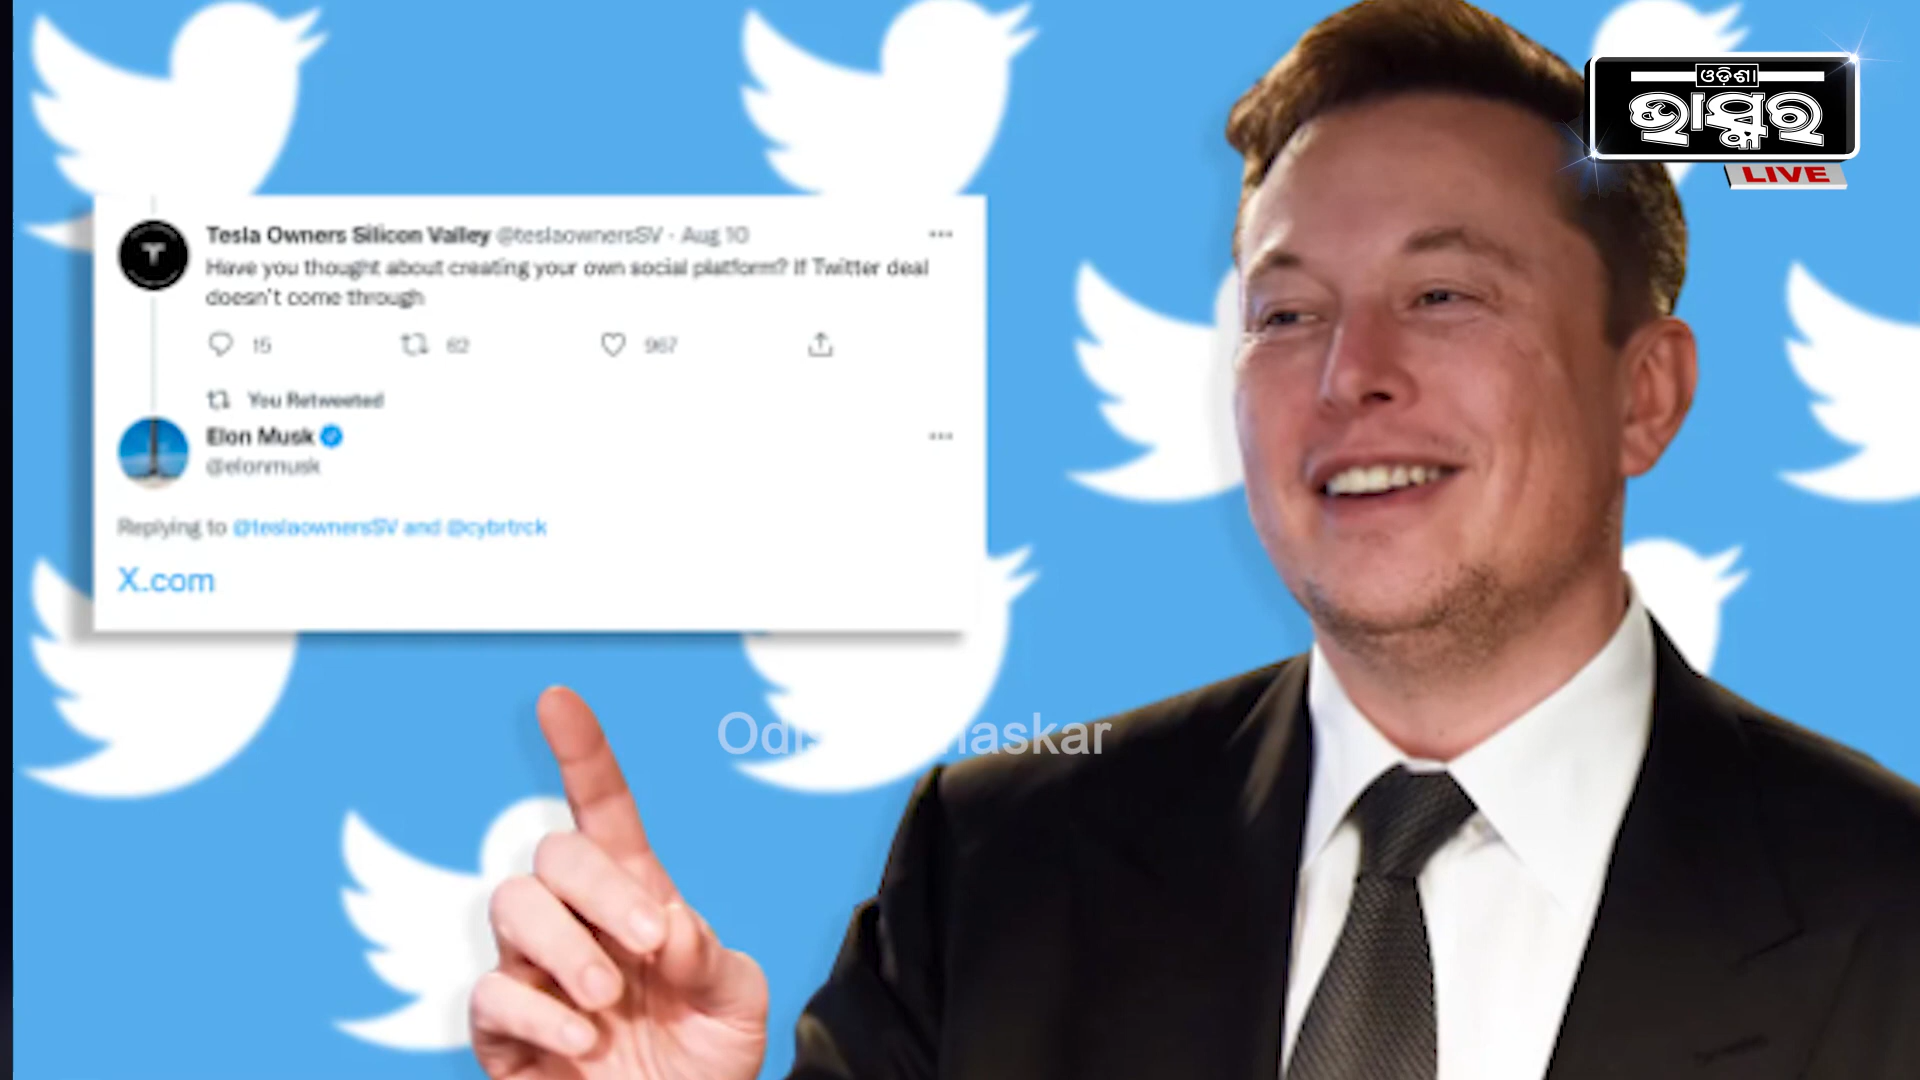 ଓଡ଼ିଶା
ଭାସ୍କର
LIVE
Tesla Owners Silicon Valley @teslaownersSV · Aug 10
Have you thought about creating your own social platform? If Twitter deal
doesn't come through
15 62 967
You Retweeted
Elon Musk
@elonmusk
Replying to @teslaownersSV and @cybrtrck
X.com